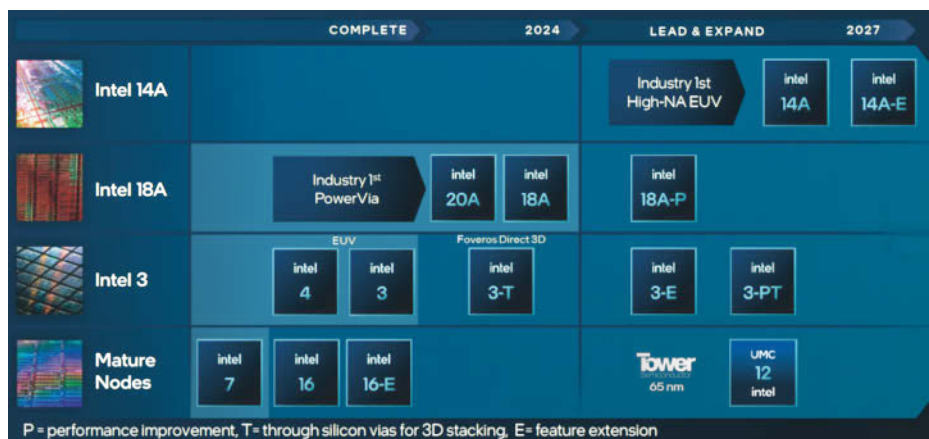 COMPLETE 2024 LEAD & EXPAND 2027
Intel 14A
Industry 1st
High-NA EUV
intel
14A
intel
14A-E
Intel 18A
Industry 1st
PowerVia
intel
20A
intel
18A
intel
18A-P
Intel 3
EUV
intel
4
intel
3
Foveros Direct 3D
intel
3-T
intel
3-E
intel
3-PT
Mature
Nodes
intel
7
intel
16
intel
16-E
Tower
Semiconductor
65 nm
UMC
12
intel
P = performance improvement, T= through silicon vias for 3D stacking, E= feature extension